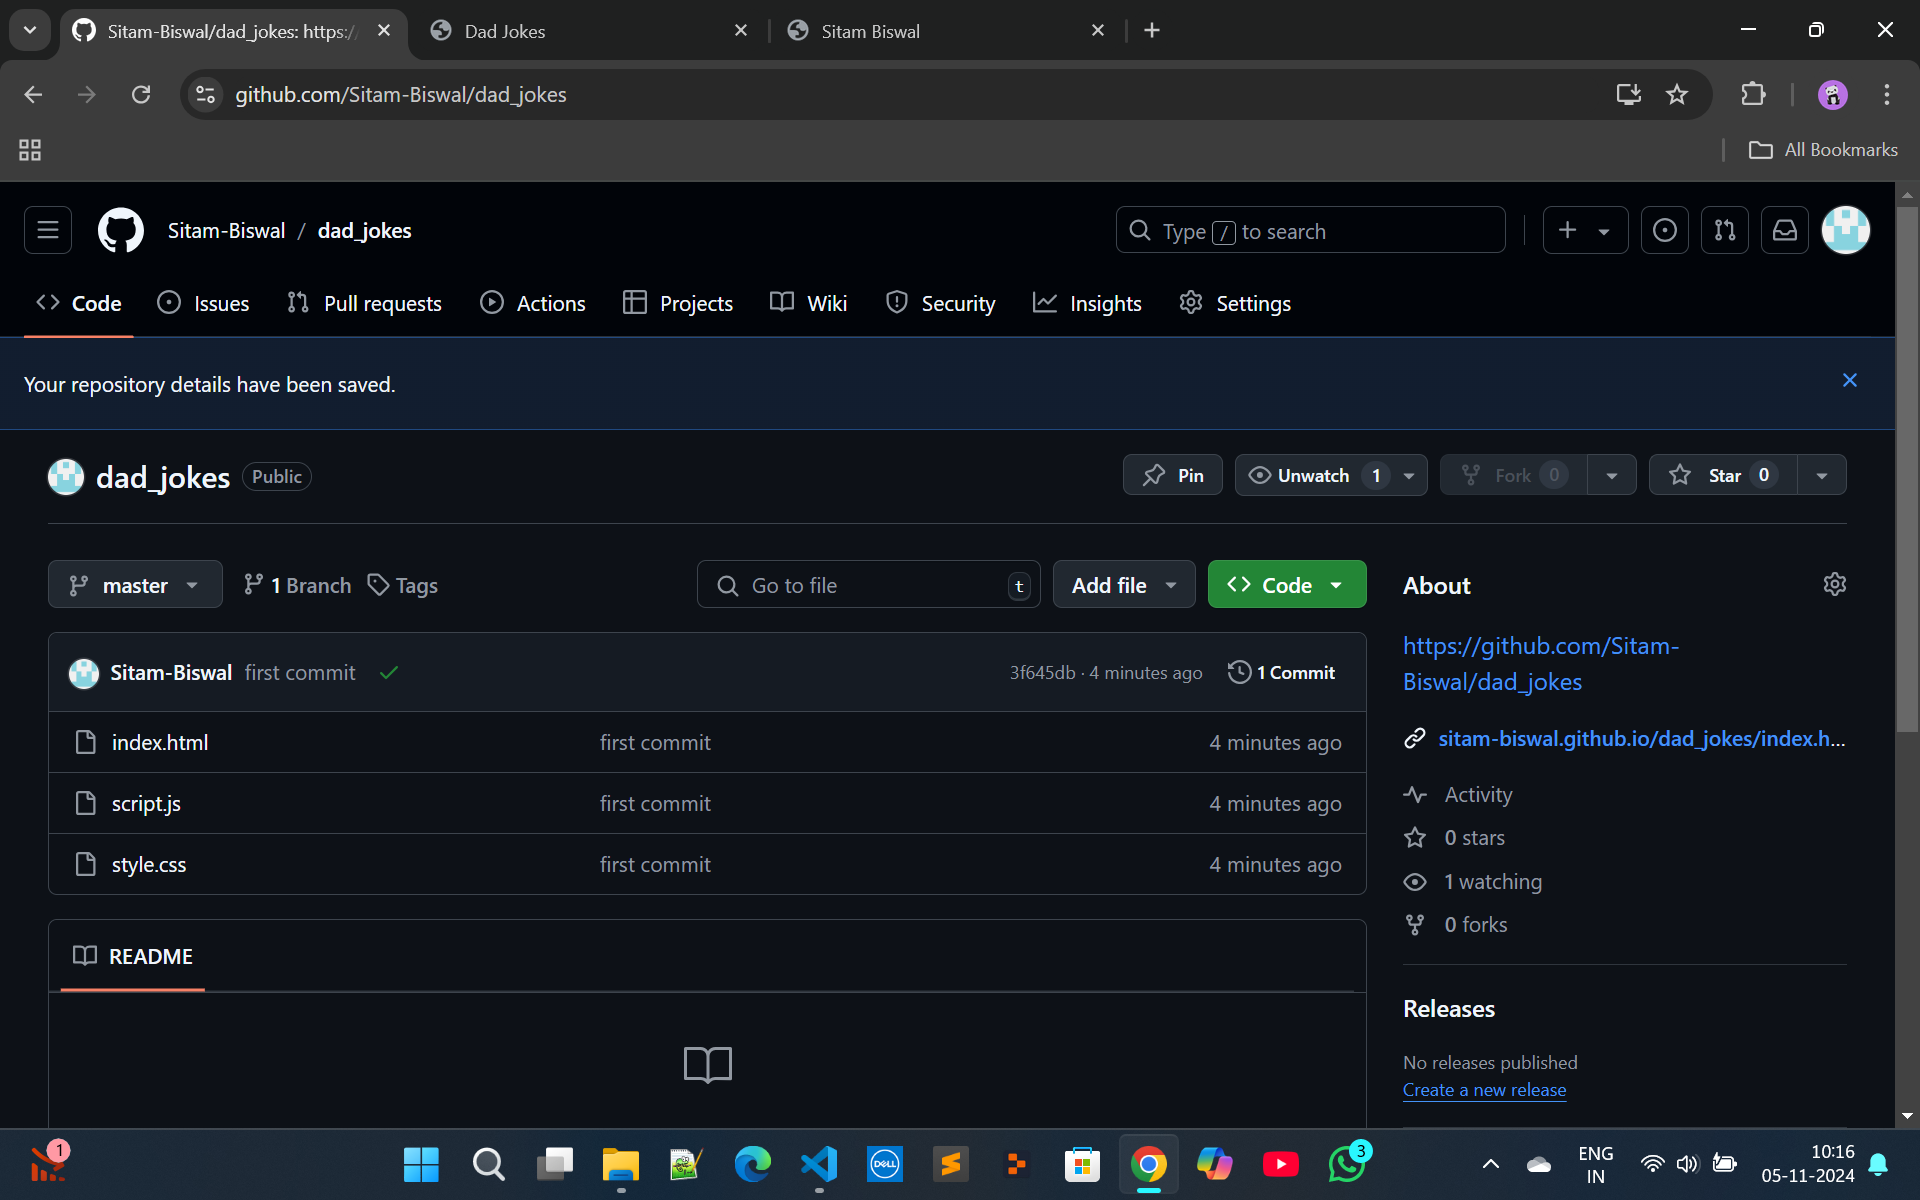 Sitam-Biswal/dad_jokes: https:/
Dad Jokes
Sitam Biswal
github.com/Sitam-Biswal/dad_jokes
All Bookmarks
Sitam-Biswal / dad_jokes
Type / to search
Code
Issues
Pull requests
Actions
Projects
Wiki
Security
Insights
Settings
Your repository details have been saved.
dad_jokes Public
Pin
Unwatch 1
Fork 0
Star 0
master
1 Branch
Tags
Go to file t
Add file
Code
About
https://github.com/Sitam-
Biswal/dad_jokes
Sitam-Biswal first commit
3f645db · 4 minutes ago
1 Commit
index.html first commit 4 minutes ago
script.js first commit 4 minutes ago
style.css first commit 4 minutes ago
sitam-biswal.github.io/dad_jokes/index.h...
Activity
0 stars
1 watching
0 forks
README
Releases
No releases published
Create a new release
1
DELL
3
ENG
IN
10:16
05-11-2024